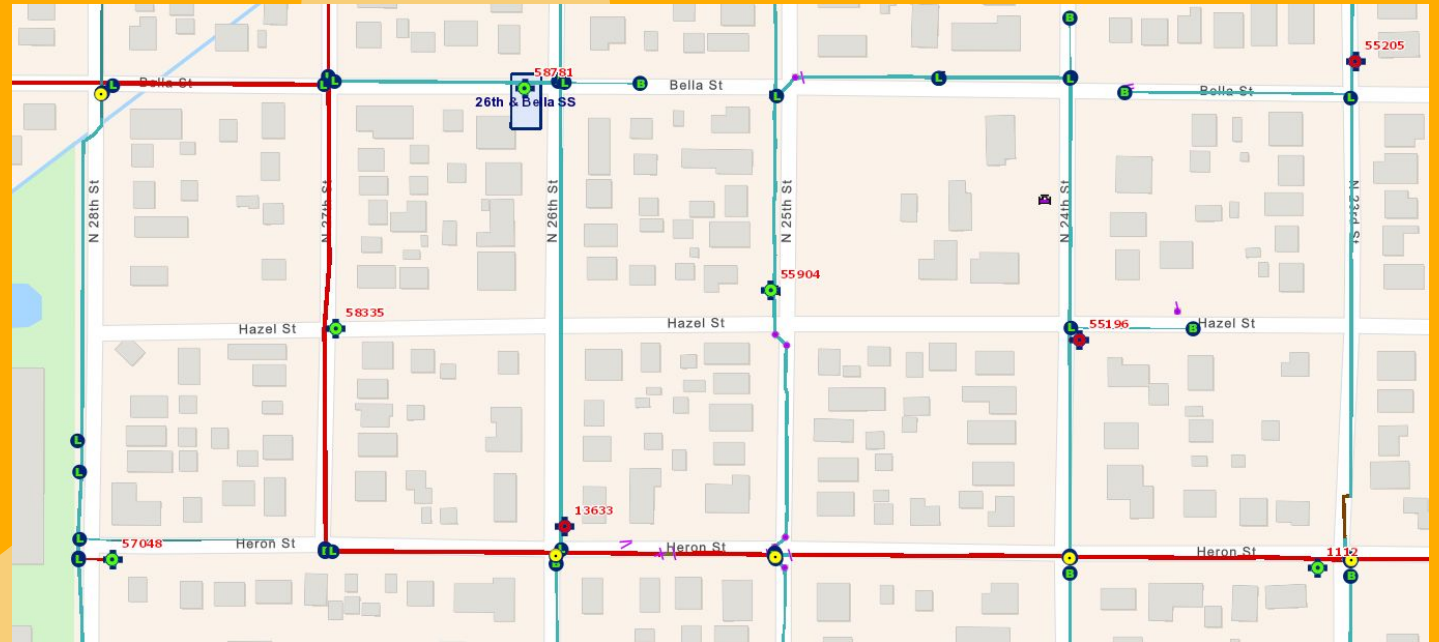 55205
Bella St
58781
Bella St
Bella St
26th & Bella SS
N 28th St
N 27th St
N 26th St
N 25th St
N 24th St
N 23rd St
55904
58335
Hazel St
Hazel St
55196
Hazel St
13633
57048
Heron St
Heron St
Heron St
1112
B
L
L
L
L
B
L
L
L
B
L
L
B
L
L
L
L
L
L
B
B
B